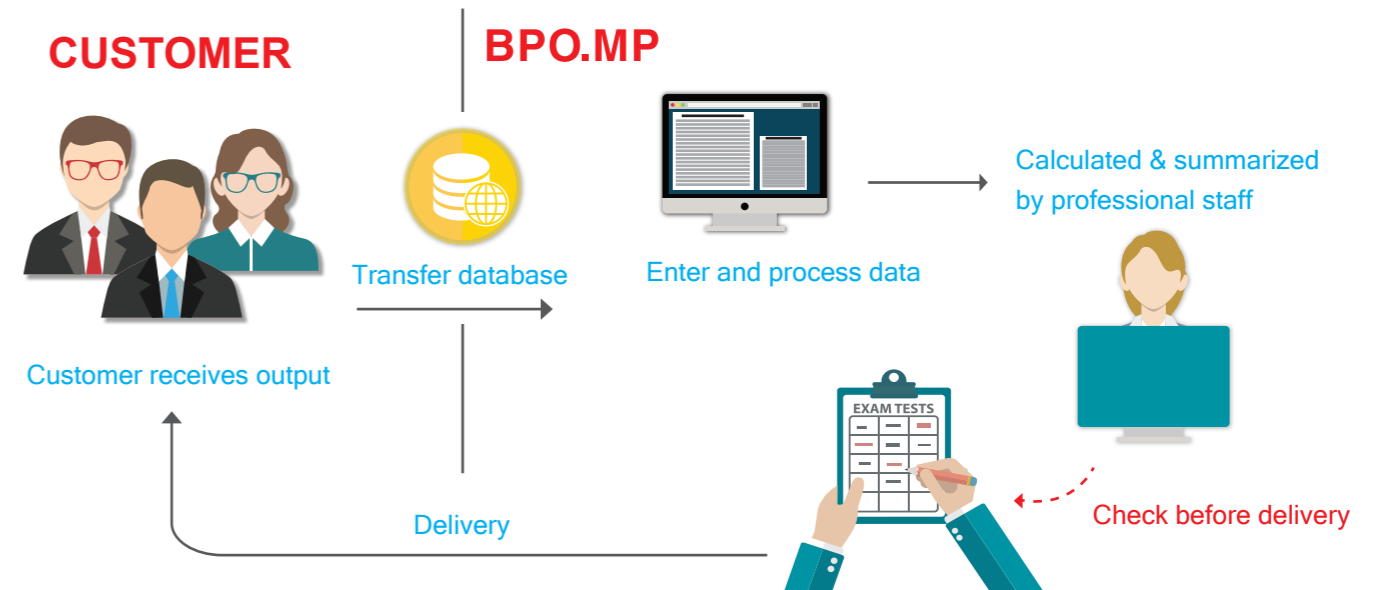 CUSTOMER
BPO.MP
Calculated & summarized
by professional staff
Transfer database
Enter and process data
Customer receives output
EXAM TESTS
Check before delivery
Delivery